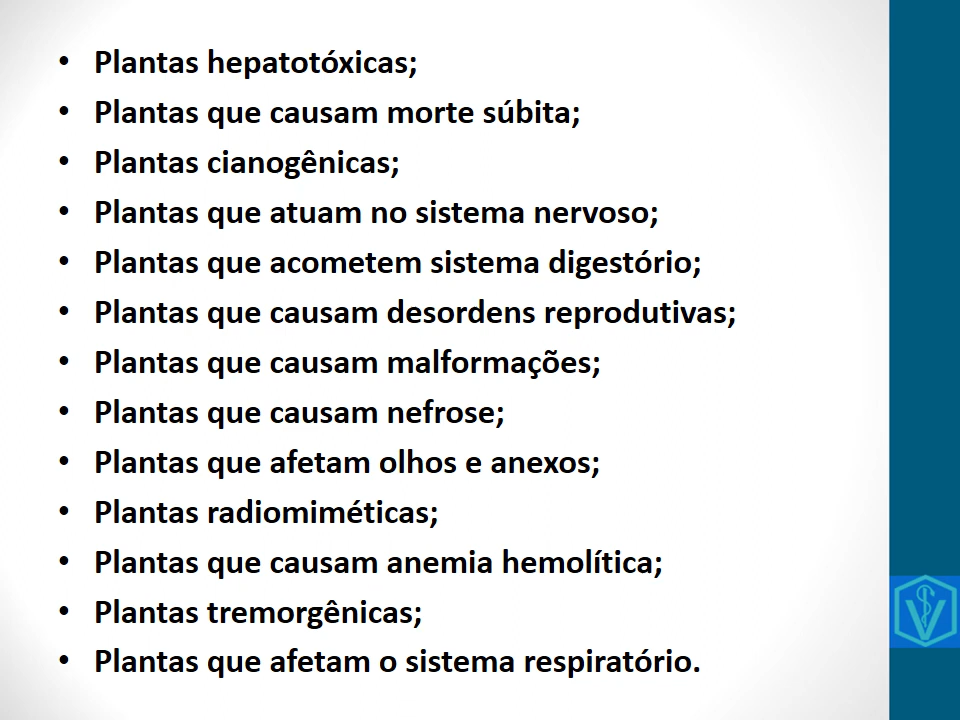 • Plantas hepatotóxicas;
• Plantas que causam morte súbita;
• Plantas cianogênicas;
• Plantas que atuam no sistema nervoso;
• Plantas que acometem sistema digestório;
• Plantas que causam desordens reprodutivas;
• Plantas que causam malformações;
• Plantas que causam nefrose;
• Plantas que afetam olhos e anexos;
• Plantas radiomiméticas;
• Plantas que causam anemia hemolítica;
• Plantas tremorgênicas;
• Plantas que afetam o sistema respiratório.
V